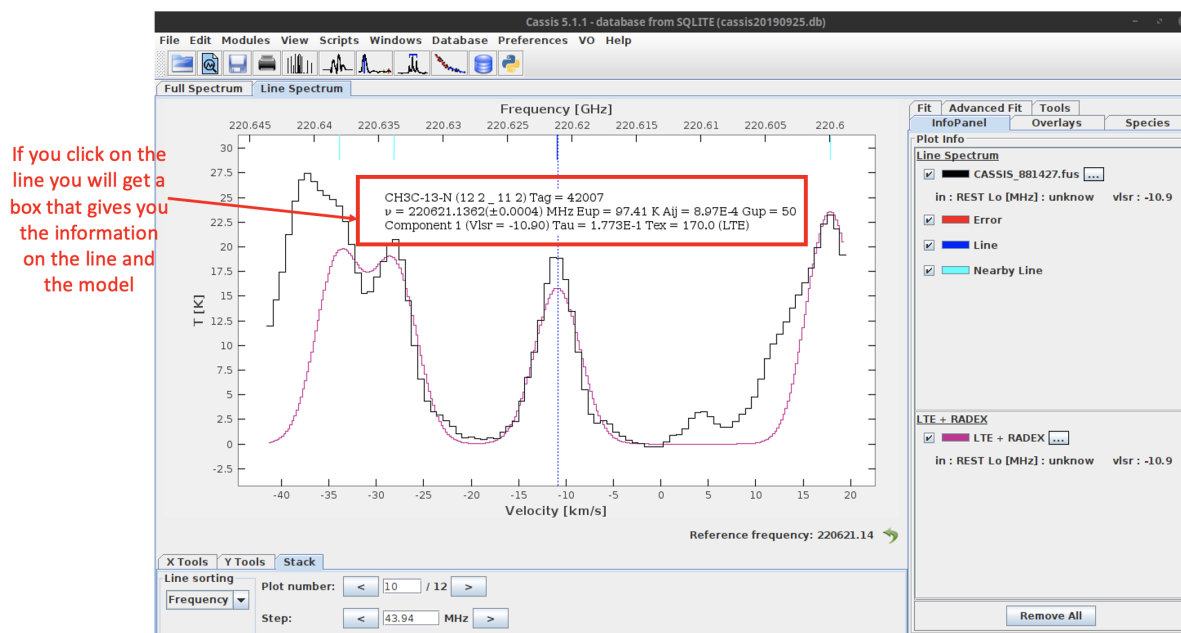 Cassis 5.1.1 - database from SQLITE (cassis20190925.db)
File Edit Modules View Scripts Windows Database Preferences VO Help
Full Spectrum Line Spectrum
Frequency [GHz]
220.645 220.64 220.635 220.63 220.625 220.62 220.615 220.61 220.605 220.6
If you click on the
line you will get a
box that gives you
the information
on the line and
the model
CH3C-13-N (12 2 _ 11 2) Tag = 42007
ν = 220621.1362(±0.0004) MHz Eup = 97.41 K Aij = 8.97E-4 Gup = 50
Component 1 (Vlsr = -10.90) Tau = 1.773E-1 Tex = 170.0 (LTE)
T [K]
30
27.5
25
22.5
20
17.5
15
12.5
10
7.5
5
2.5
0
-2.5
-40 -35 -30 -25 -20 -15 -10 -5 0 5 10 15 20
Velocity [km/s]
Reference frequency: 220621.14
Fit Advanced Fit Tools
InfoPanel Overlays Species
Plot Info
Line Spectrum
CASSIS_881427.fus ...
in : REST Lo [MHz] : unknow vlsr : -10.9
Error
Line
Nearby Line
LTE + RADEX
LTE + RADEX ...
in : REST Lo [MHz] : unknow vlsr : -10.9
Remove All
X Tools Y Tools Stack
Line sorting
Frequency
Plot number: < 10 / 12 >
Step: < 43.94 MHz >